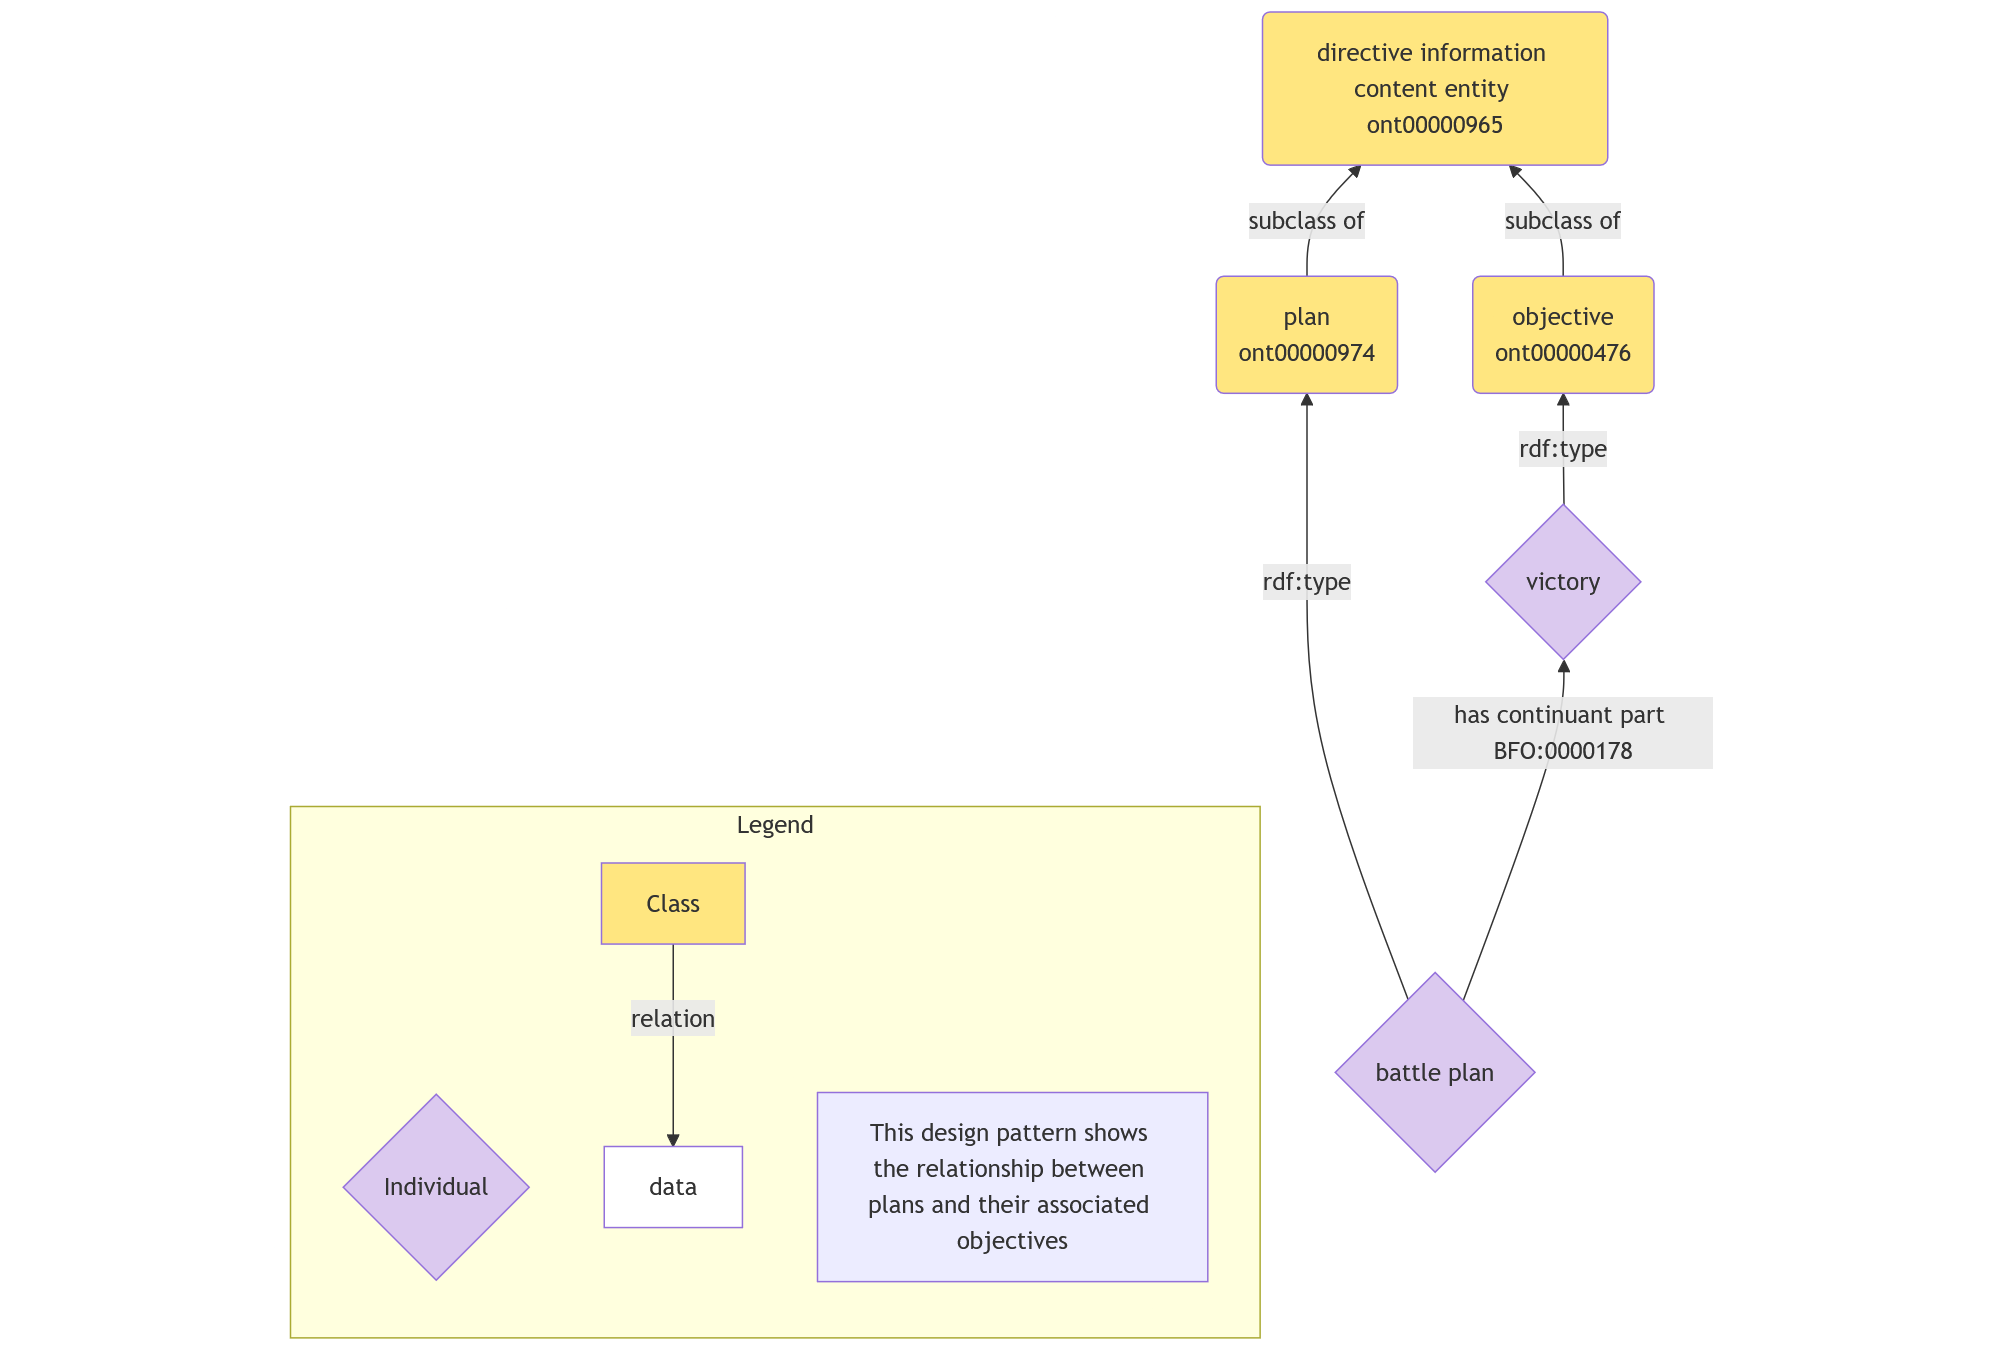 directive information
content entity
ont00000965
subclass of
subclass of
plan
ont00000974
objective
ont00000476
rdf:type
rdf:type
victory
has continuant part
BFO:0000178
battle plan
Legend
Class
relation
Individual
data
This design pattern shows
the relationship between
plans and their associated
objectives